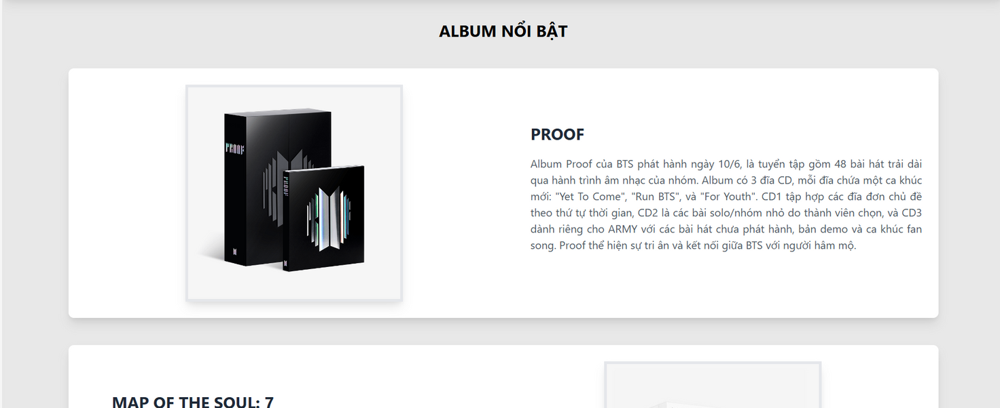 ALBUM NỔI BẬT
PROOF
PROOF
PROOF
Album Proof của BTS phát hành ngày 10/6, là tuyển tập gồm 48 bài hát trải dài
qua hành trình âm nhạc của nhóm. Album có 3 đĩa CD, mỗi đĩa chứa một ca khúc
mới: "Yet To Come", "Run BTS", và "For Youth". CD1 tập hợp các đĩa đơn chủ đề
theo thứ tự thời gian, CD2 là các bài solo/nhóm nhỏ do thành viên chọn, và CD3
dành riêng cho ARMY với các bài hát chưa phát hành, bản demo và ca khúc fan
song. Proof thể hiện sự tri ân và kết nối giữa BTS với người hâm mộ.
MAP OF THE SOUL: 7